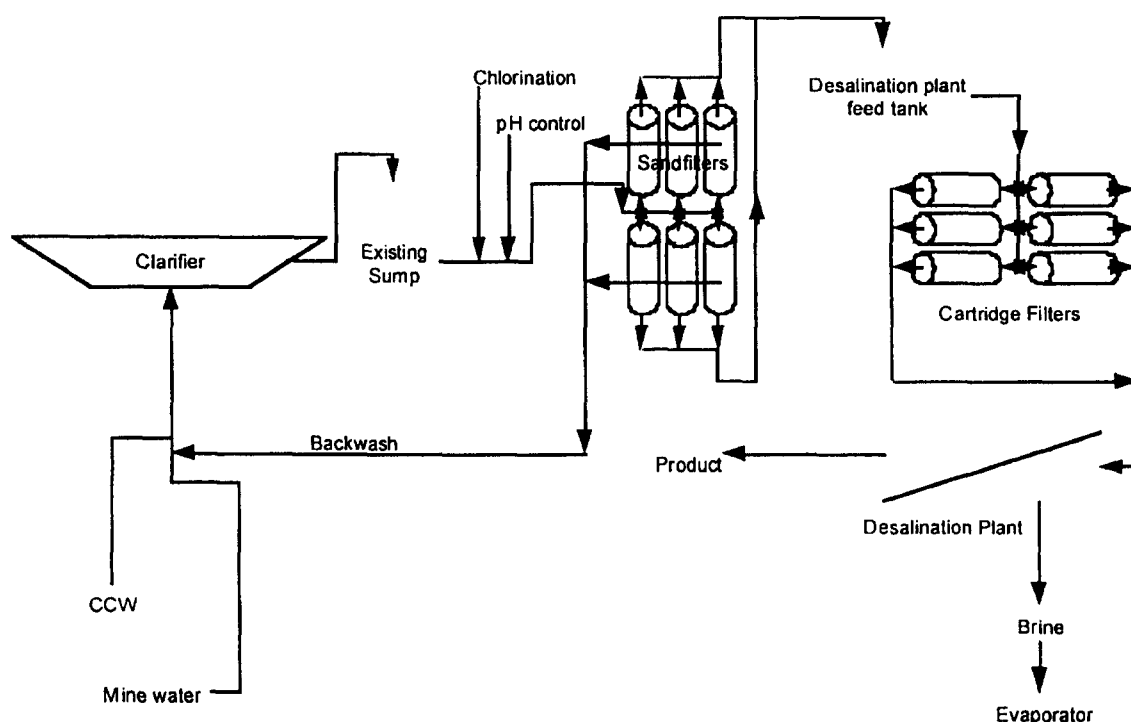 Chlorination
pH control
Desalination plant
feed tank
Sandfilters
Clarifier
Existing
Sump
Cartridge Filters
Backwash
Product
Desalination Plant
CCW
Brine
Mine water
Evaporator